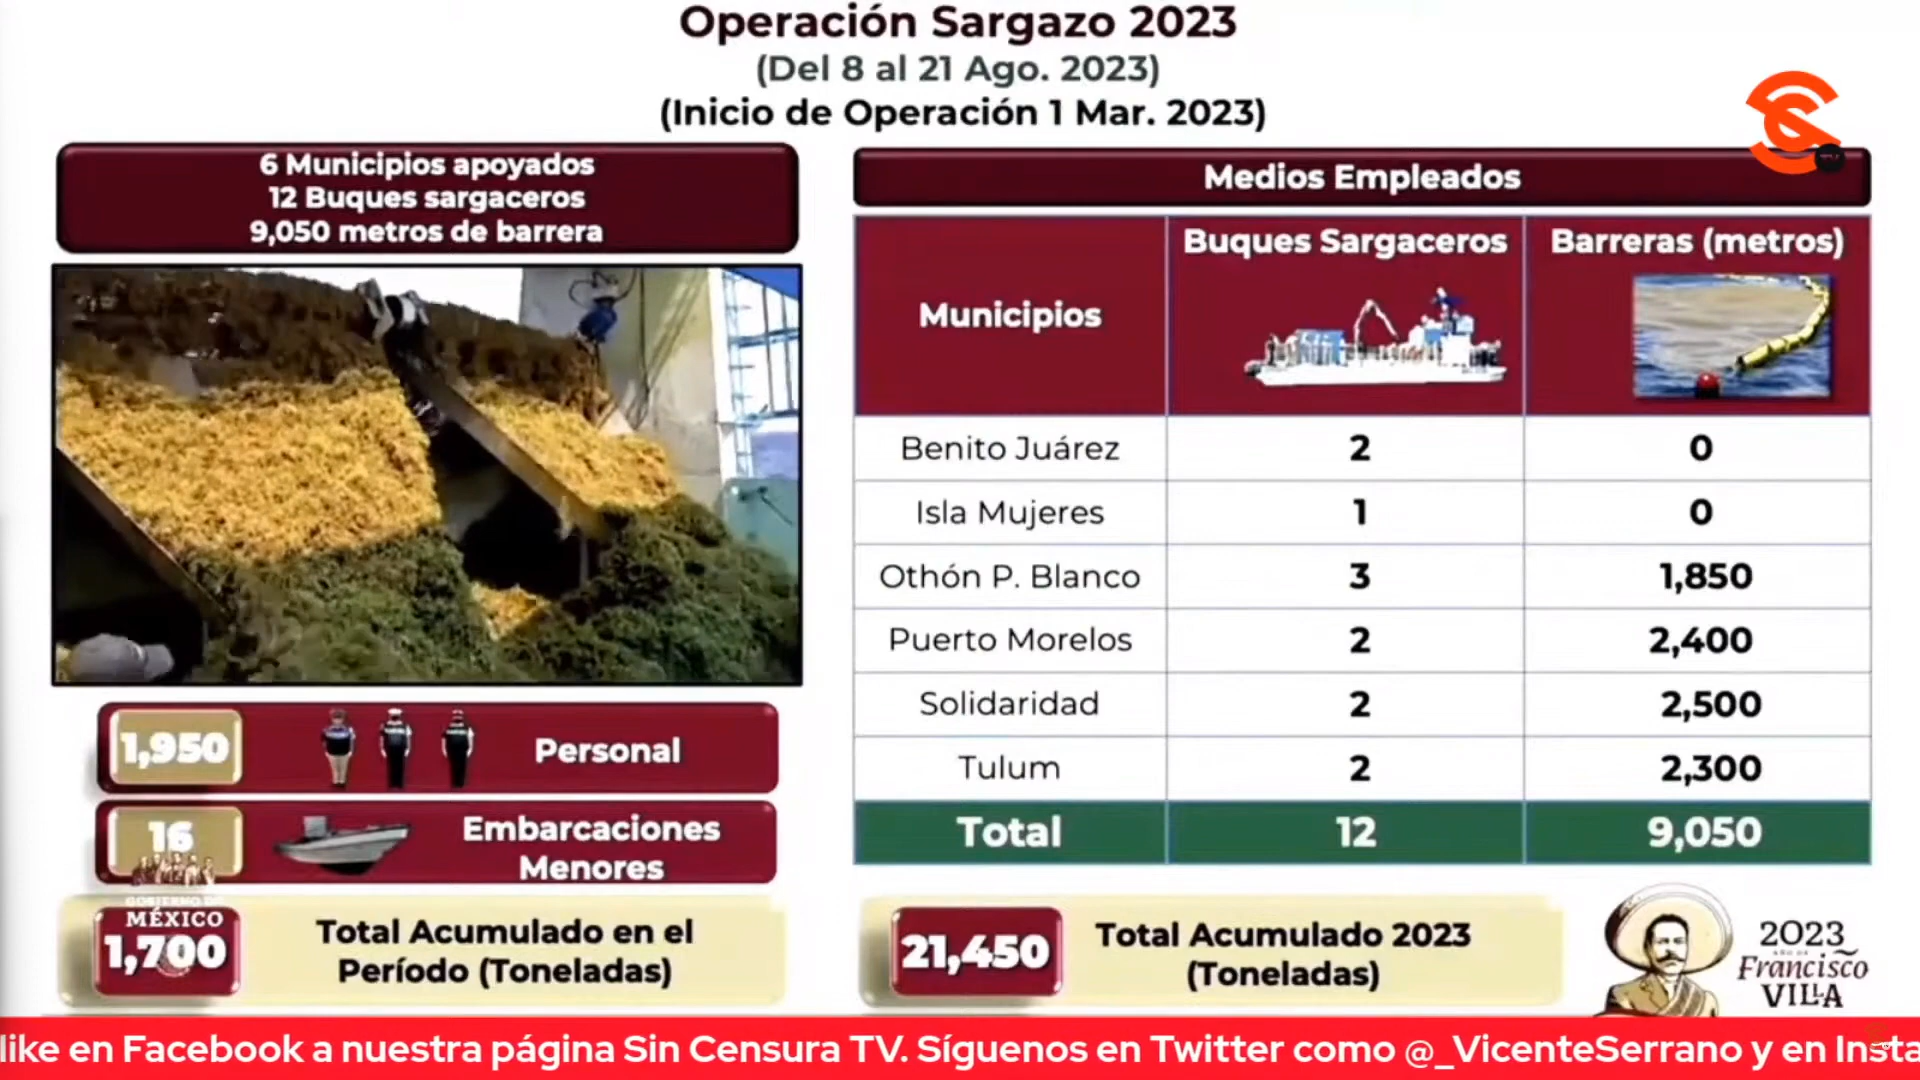 Operación Sargazo 2023
(Del 8 al 21 Ago. 2023)
(Inicio de Operación 1 Mar. 2023)
TV
6 Municipios apoyados
12 Buques sargaceros
9,050 metros de barrera
Medios Empleados
Municipios
Buques Sargaceros
Barreras (metros)
Benito Juárez 2 0
Isla Mujeres 1 0
Othón P. Blanco 3 1,850
Puerto Morelos 2 2,400
Solidaridad 2 2,500
Tulum 2 2,300
Total 12 9,050
1,950 Personal
16 Embarcaciones
Menores
GOBIERNO DE
MÉXICO
1,700
Total Acumulado en el
Período (Toneladas)
21,450
Total Acumulado 2023
(Toneladas)
2023
AÑO DE
Francisco
VILLA
like en Facebook a nuestra página Sin Censura TV. Síguenos en Twitter como @_VicenteSerrano y en Insta